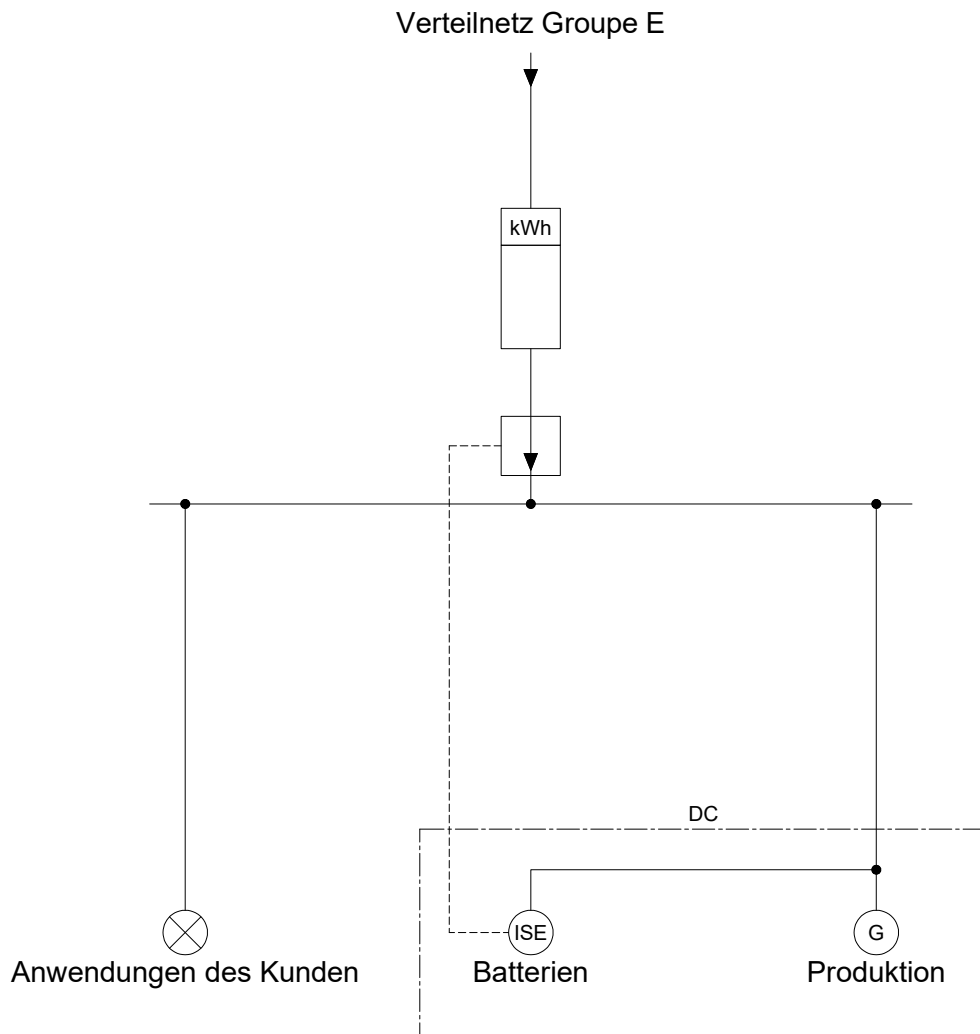 Verteilnetz Groupe E
kWh
DC
ISE
G
Anwendungen des Kunden
Batterien
Produktion